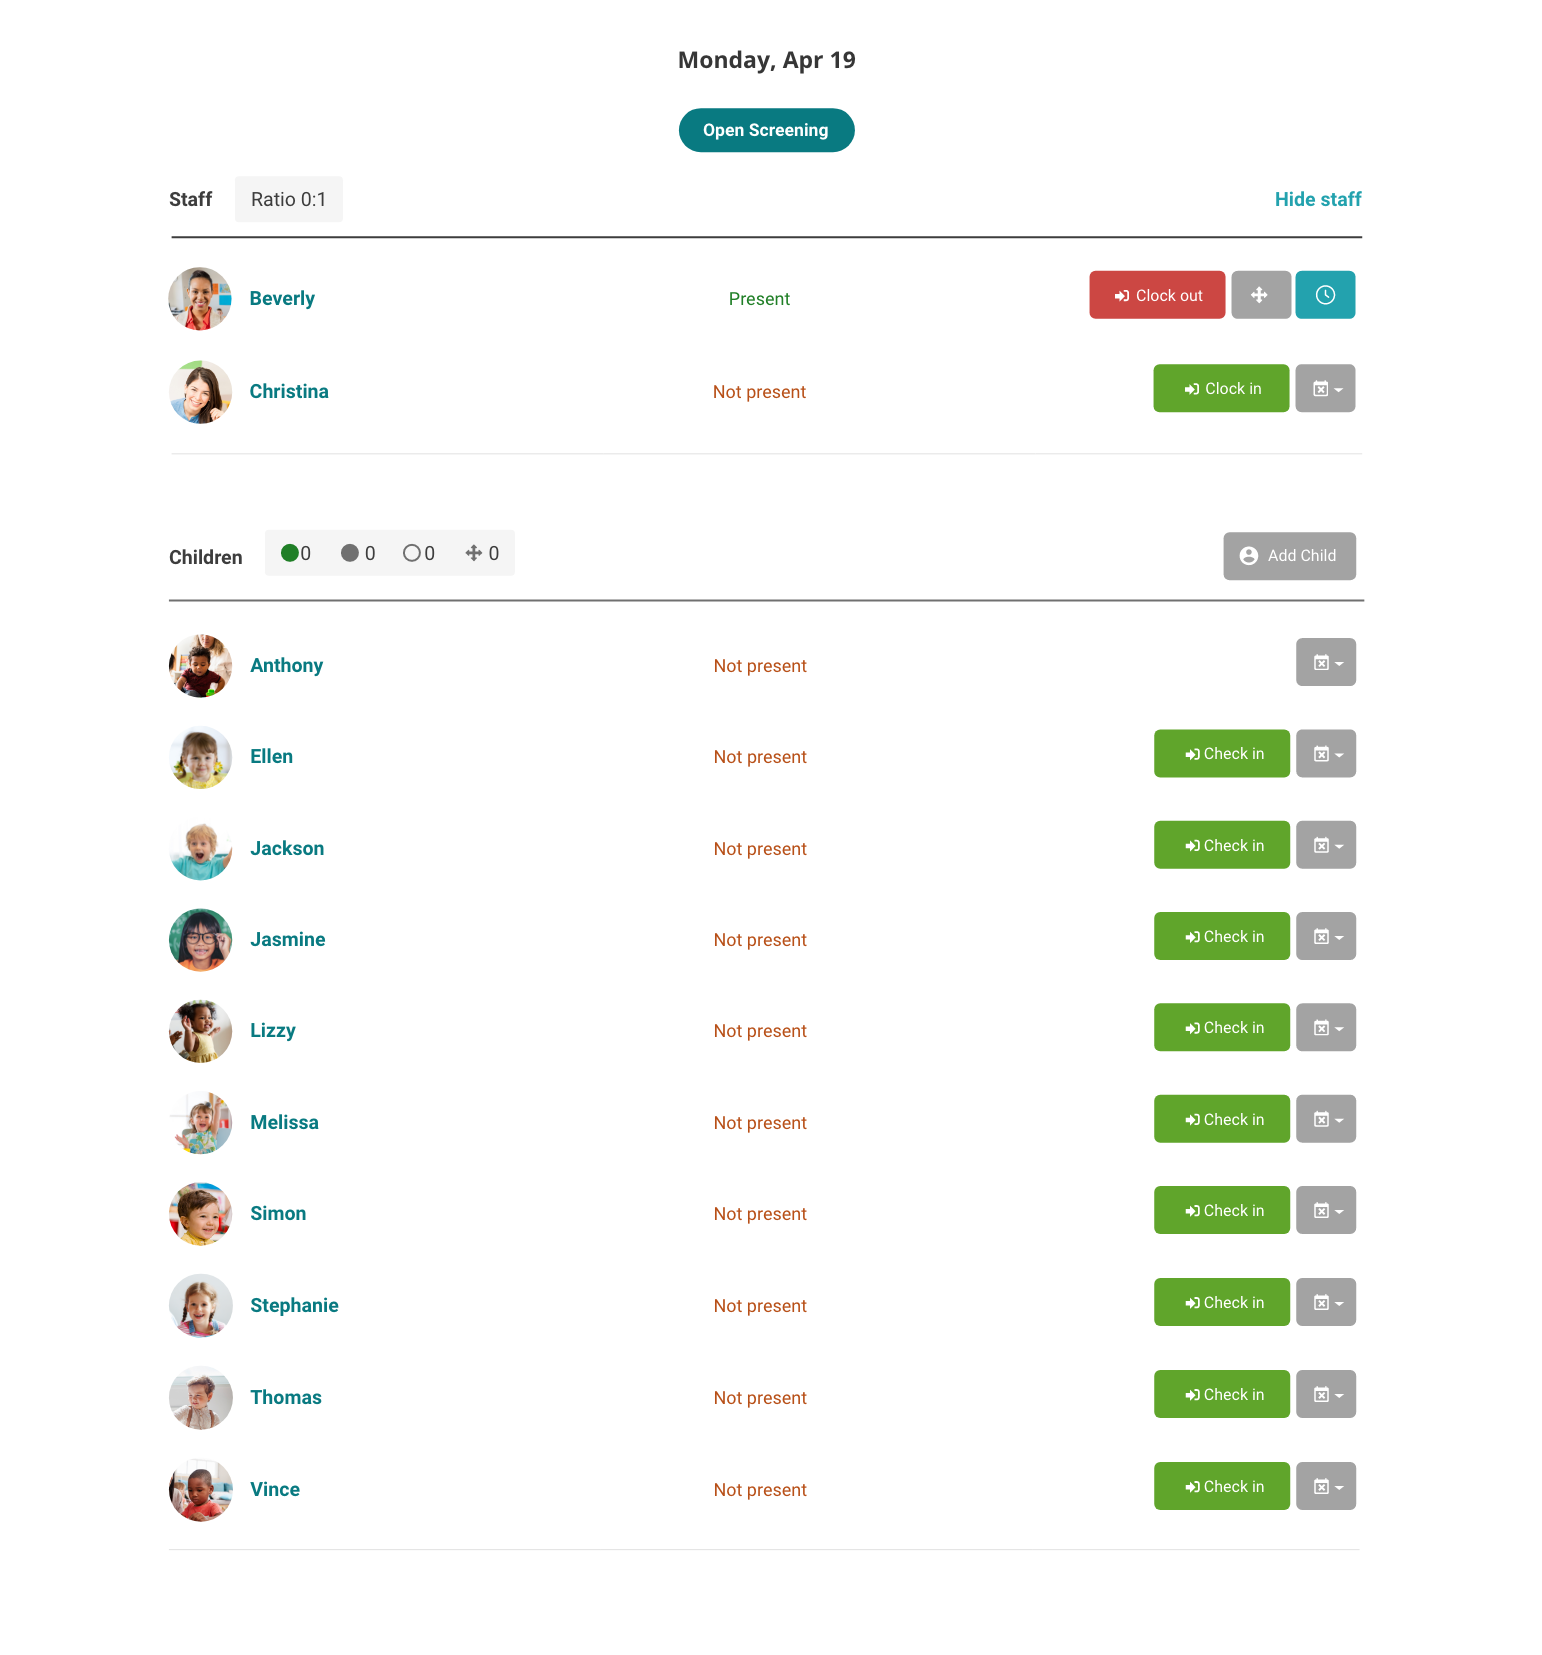 Monday, Apr 19
Open Screening
Staff Ratio 0:1 Hide staff
Beverly Present Clock out
Christina Not present Clock in
Children 0 0 0 0 Add Child
Anthony Not present
Ellen Not present Check in
Jackson Not present Check in
Jasmine Not present Check in
Lizzy Not present Check in
Melissa Not present Check in
Simon Not present Check in
Stephanie Not present Check in
Thomas Not present Check in
Vince Not present Check in